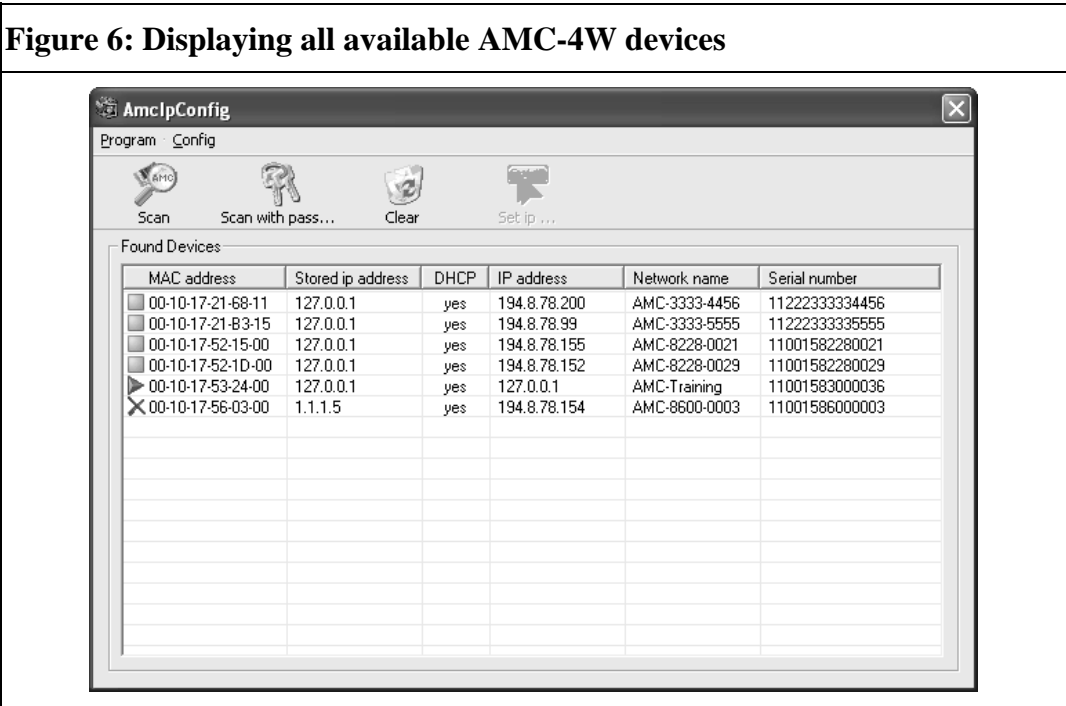 Figure 6: Displaying all available AMC-4W devices
AmcIpConfig
Program Config
AMC
Scan Scan with pass... Clear Set ip ...
Found Devices
MAC address Stored ip address DHCP IP address Network name Serial number
00-10-17-21-68-11 127.0.0.1 yes 194.8.78.200 AMC-3333-4456 11222333334456
00-10-17-21-B3-15 127.0.0.1 yes 194.8.78.99 AMC-3333-5555 11222333335555
00-10-17-52-15-00 127.0.0.1 yes 194.8.78.155 AMC-8228-0021 11001582280021
00-10-17-52-1D-00 127.0.0.1 yes 194.8.78.152 AMC-8228-0029 11001582280029
00-10-17-53-24-00 127.0.0.1 yes 127.0.0.1 AMC-Training 11001583000036
00-10-17-56-03-00 1.1.1.5 yes 194.8.78.154 AMC-8600-0003 11001586000003